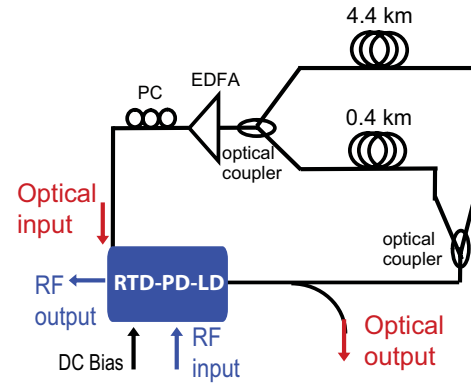 4.4 km
EDFA
PC
0.4 km
optical
coupler
Optical
input
optical
coupler
RTD-PD-LD
RF
output
DC Bias
RF
input
Optical
output